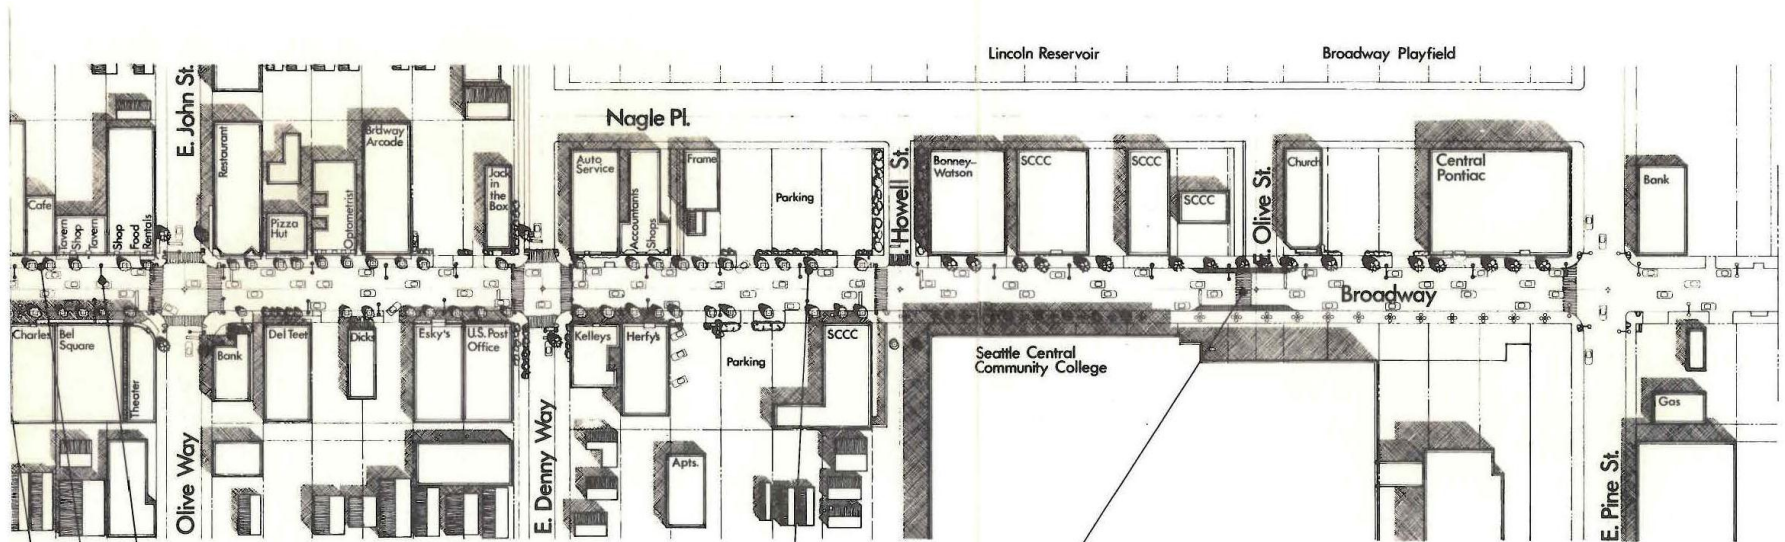 Lincoln Reservoir
Broadway Playfield
Nagle Pl.
E. John St.
Cafe
Tavern
Shop
Tavern
Shop
Food
Rentals
Restaurant
Pizza
Hut
Optometrist
Brdway
Arcade
Jack
in
the
Box
Auto
Service
Accountants
Shops
Frame
Parking
E. Howell St.
Bonney-
Watson
SCCC
SCCC
SCCC
E. Olive St.
Church
Central
Pontiac
Bank
Broadway
Charles
Bel
Square
Theater
Olive Way
Bank
Del Teet
Dicks
Esky's
U.S. Post
Office
E. Denny Way
Kelleys
Herfy's
Parking
SCCC
Apts.
Seattle Central
Community College
E. Pine St.
Gas